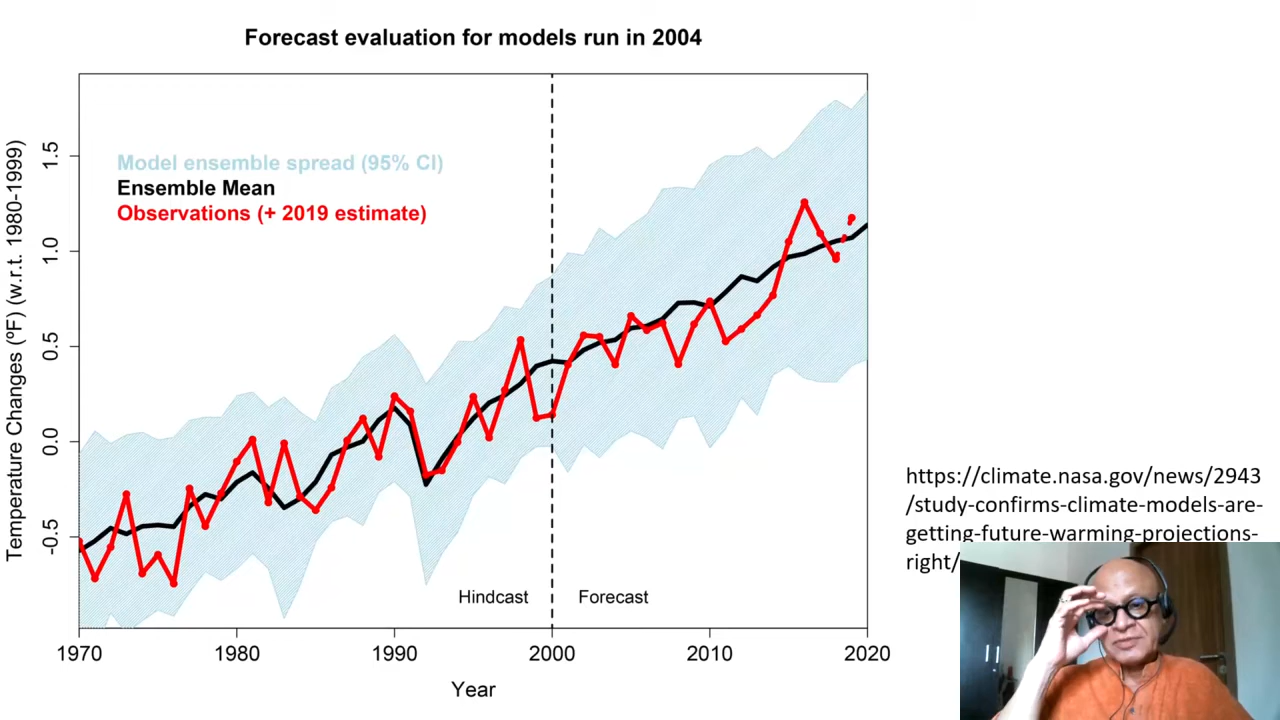 Forecast evaluation for models run in 2004
Temperature Changes (ºF) (w.r.t. 1980-1999)
1.5
1.0
0.5
0.0
-0.5
Model ensemble spread (95% CI)
Ensemble Mean
Observations (+ 2019 estimate)
Hindcast
Forecast
1970
1980
1990
2000
2010
2020
Year
https://climate.nasa.gov/news/2943
/study-confirms-climate-models-are-
getting-future-warming-projections-
right/